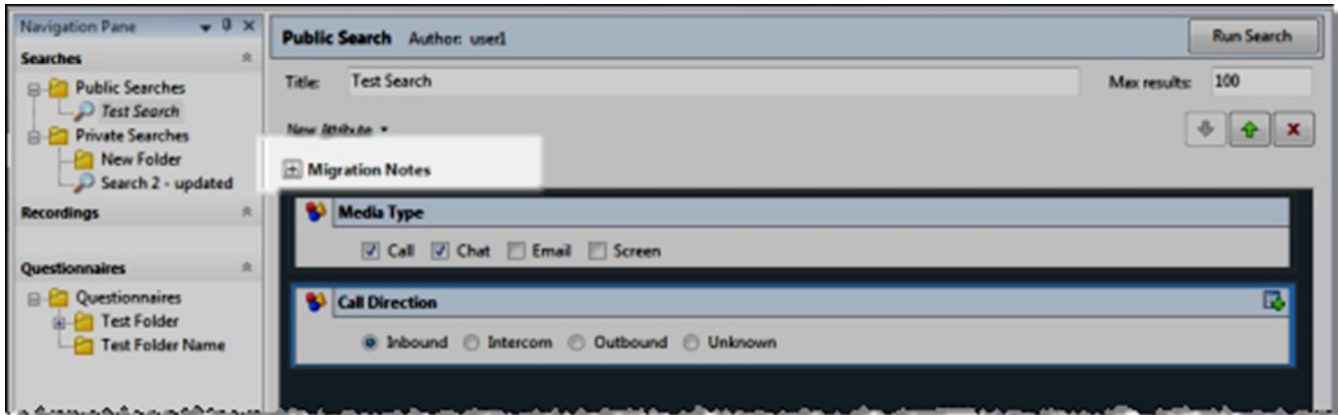 Navigation Pane
Searches
Public Searches
Test Search
Private Searches
New Folder
Search 2 - updated
Recordings
Questionnaires
Questionnaires
Test Folder
Test Folder Name
Public Search Author: user1
Run Search
Title: Test Search
Max results: 100
New Attribute
Migration Notes
Media Type
Call Chat Email Screen
Call Direction
Inbound Intercom Outbound Unknown